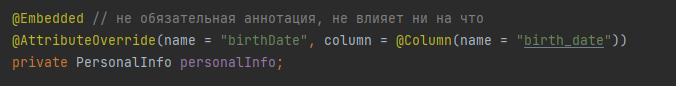 @Embedded // не обязательная аннотация, не влияет ни на что
@AttributeOverride(name = "birthDate", column = @Column(name = "birth_date"))
private PersonalInfo personalInfo;